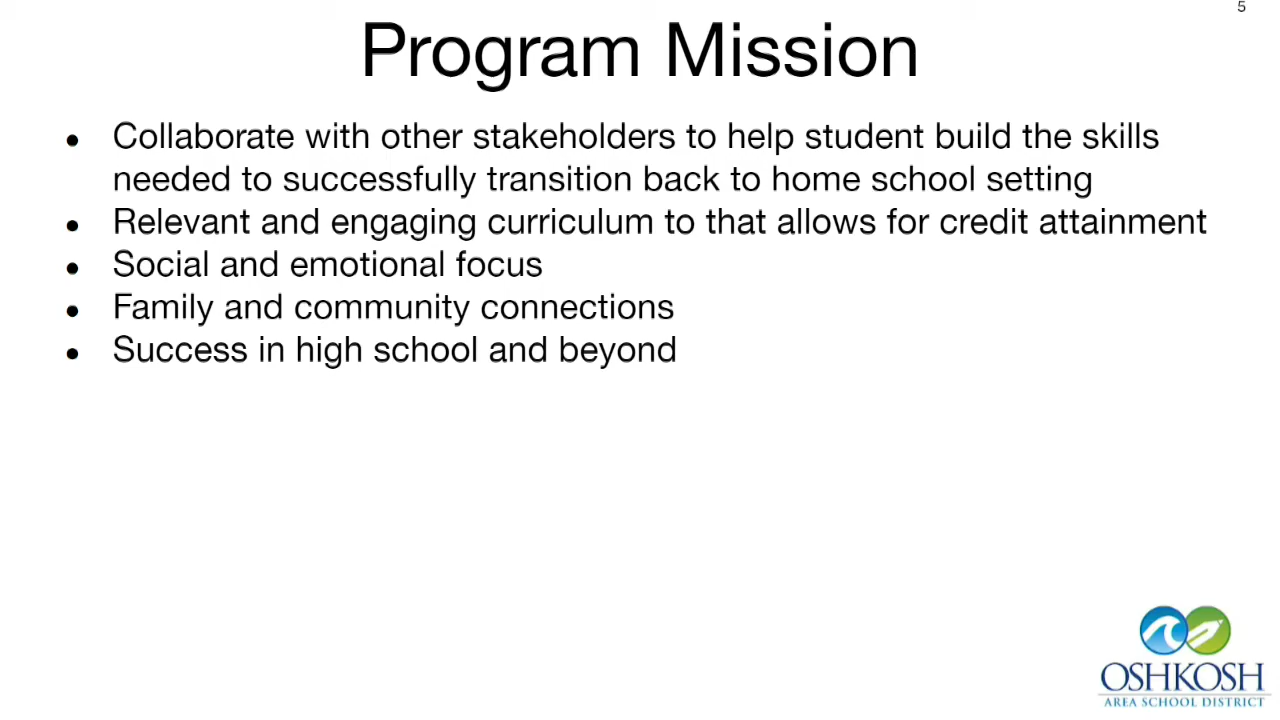 5
Program Mission
• Collaborate with other stakeholders to help student build the skills
needed to successfully transition back to home school setting
• Relevant and engaging curriculum to that allows for credit attainment
• Social and emotional focus
• Family and community connections
• Success in high school and beyond
OSHKOSH
AREA SCHOOL DISTRICT